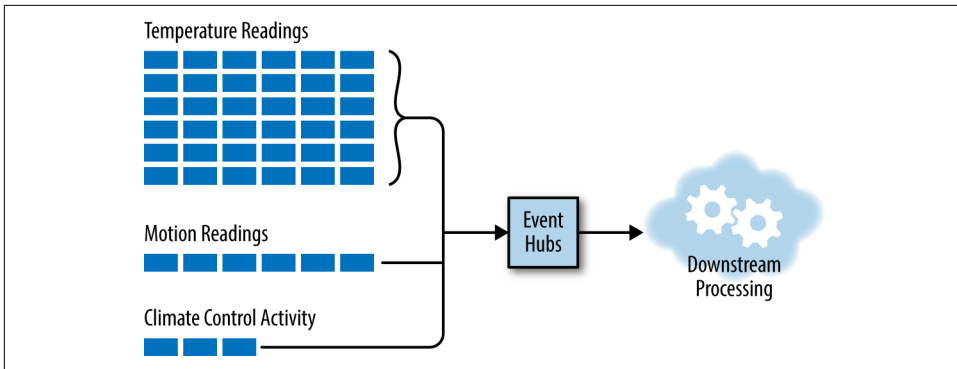 Temperature Readings
Motion Readings
Climate Control Activity
Event
Hubs
Downstream
Processing